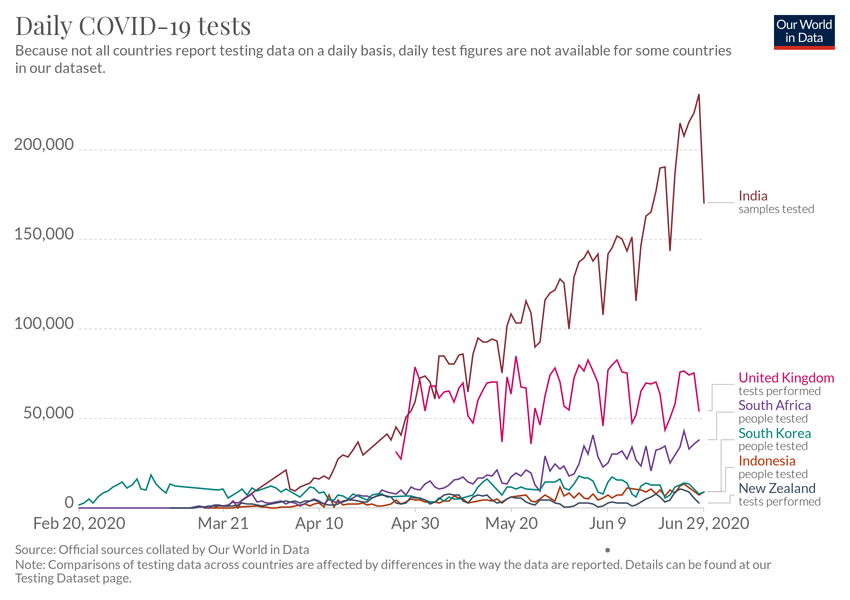 Daily COVID-19 tests
Our World
in Data
Because not all countries report testing data on a daily basis, daily test figures are not available for some countries
in our dataset.
200,000
150,000
100,000
50,000
0
India
samples tested
United Kingdom
tests performed
South Africa
people tested
South Korea
people tested
Indonesia
people tested
New Zealand
tests performed
Feb 20, 2020
Mar 21
Apr 10
Apr 30
May 20
Jun 9
Jun 29, 2020
Source: Official sources collated by Our World in Data
Note: Comparisons of testing data across countries are affected by differences in the way the data are reported. Details can be found at our
Testing Dataset page.